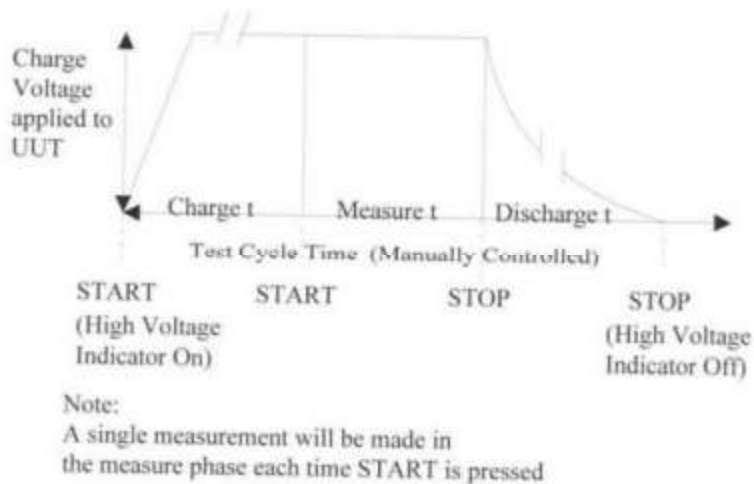 Charge
Voltage
applied to
UUT
Charge t
Measure t
Discharge t
Test Cycle Time (Manually Controlled)
START
(High Voltage
Indicator On)
START
STOP
STOP
(High Voltage
Indicator Off)
Note:
A single measurement will be made in
the measure phase each time START is pressed